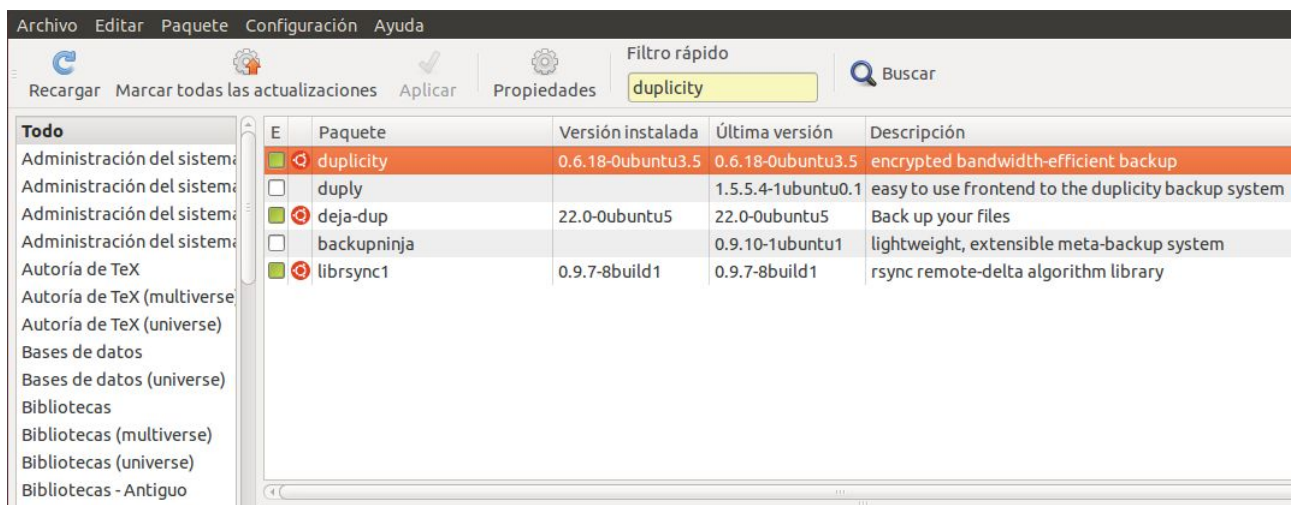 Archivo Editar Paquete Configuración Ayuda
Filtro rápido
Recargar Marcar todas las actualizaciones Aplicar Propiedades duplicity Buscar
Todo
Administración del sistema
Administración del sistema
Administración del sistema
Administración del sistema
Autoría de TeX
Autoría de TeX (multiverse
Autoría de TeX (universe)
Bases de datos
Bases de datos (universe)
Bibliotecas
Bibliotecas (multiverse)
Bibliotecas (universe)
Bibliotecas - Antiguo
E Paquete Versión instalada Última versión Descripción
duplicity 0.6.18-0ubuntu3.5 0.6.18-0ubuntu3.5 encrypted bandwidth-efficient backup
duply 1.5.5.4-1ubuntu0.1 easy to use frontend to the duplicity backup system
deja-dup 22.0-0ubuntu5 22.0-0ubuntu5 Back up your files
backupninja 0.9.10-1ubuntu1 lightweight, extensible meta-backup system
librsync1 0.9.7-8build1 0.9.7-8build1 rsync remote-delta algorithm library